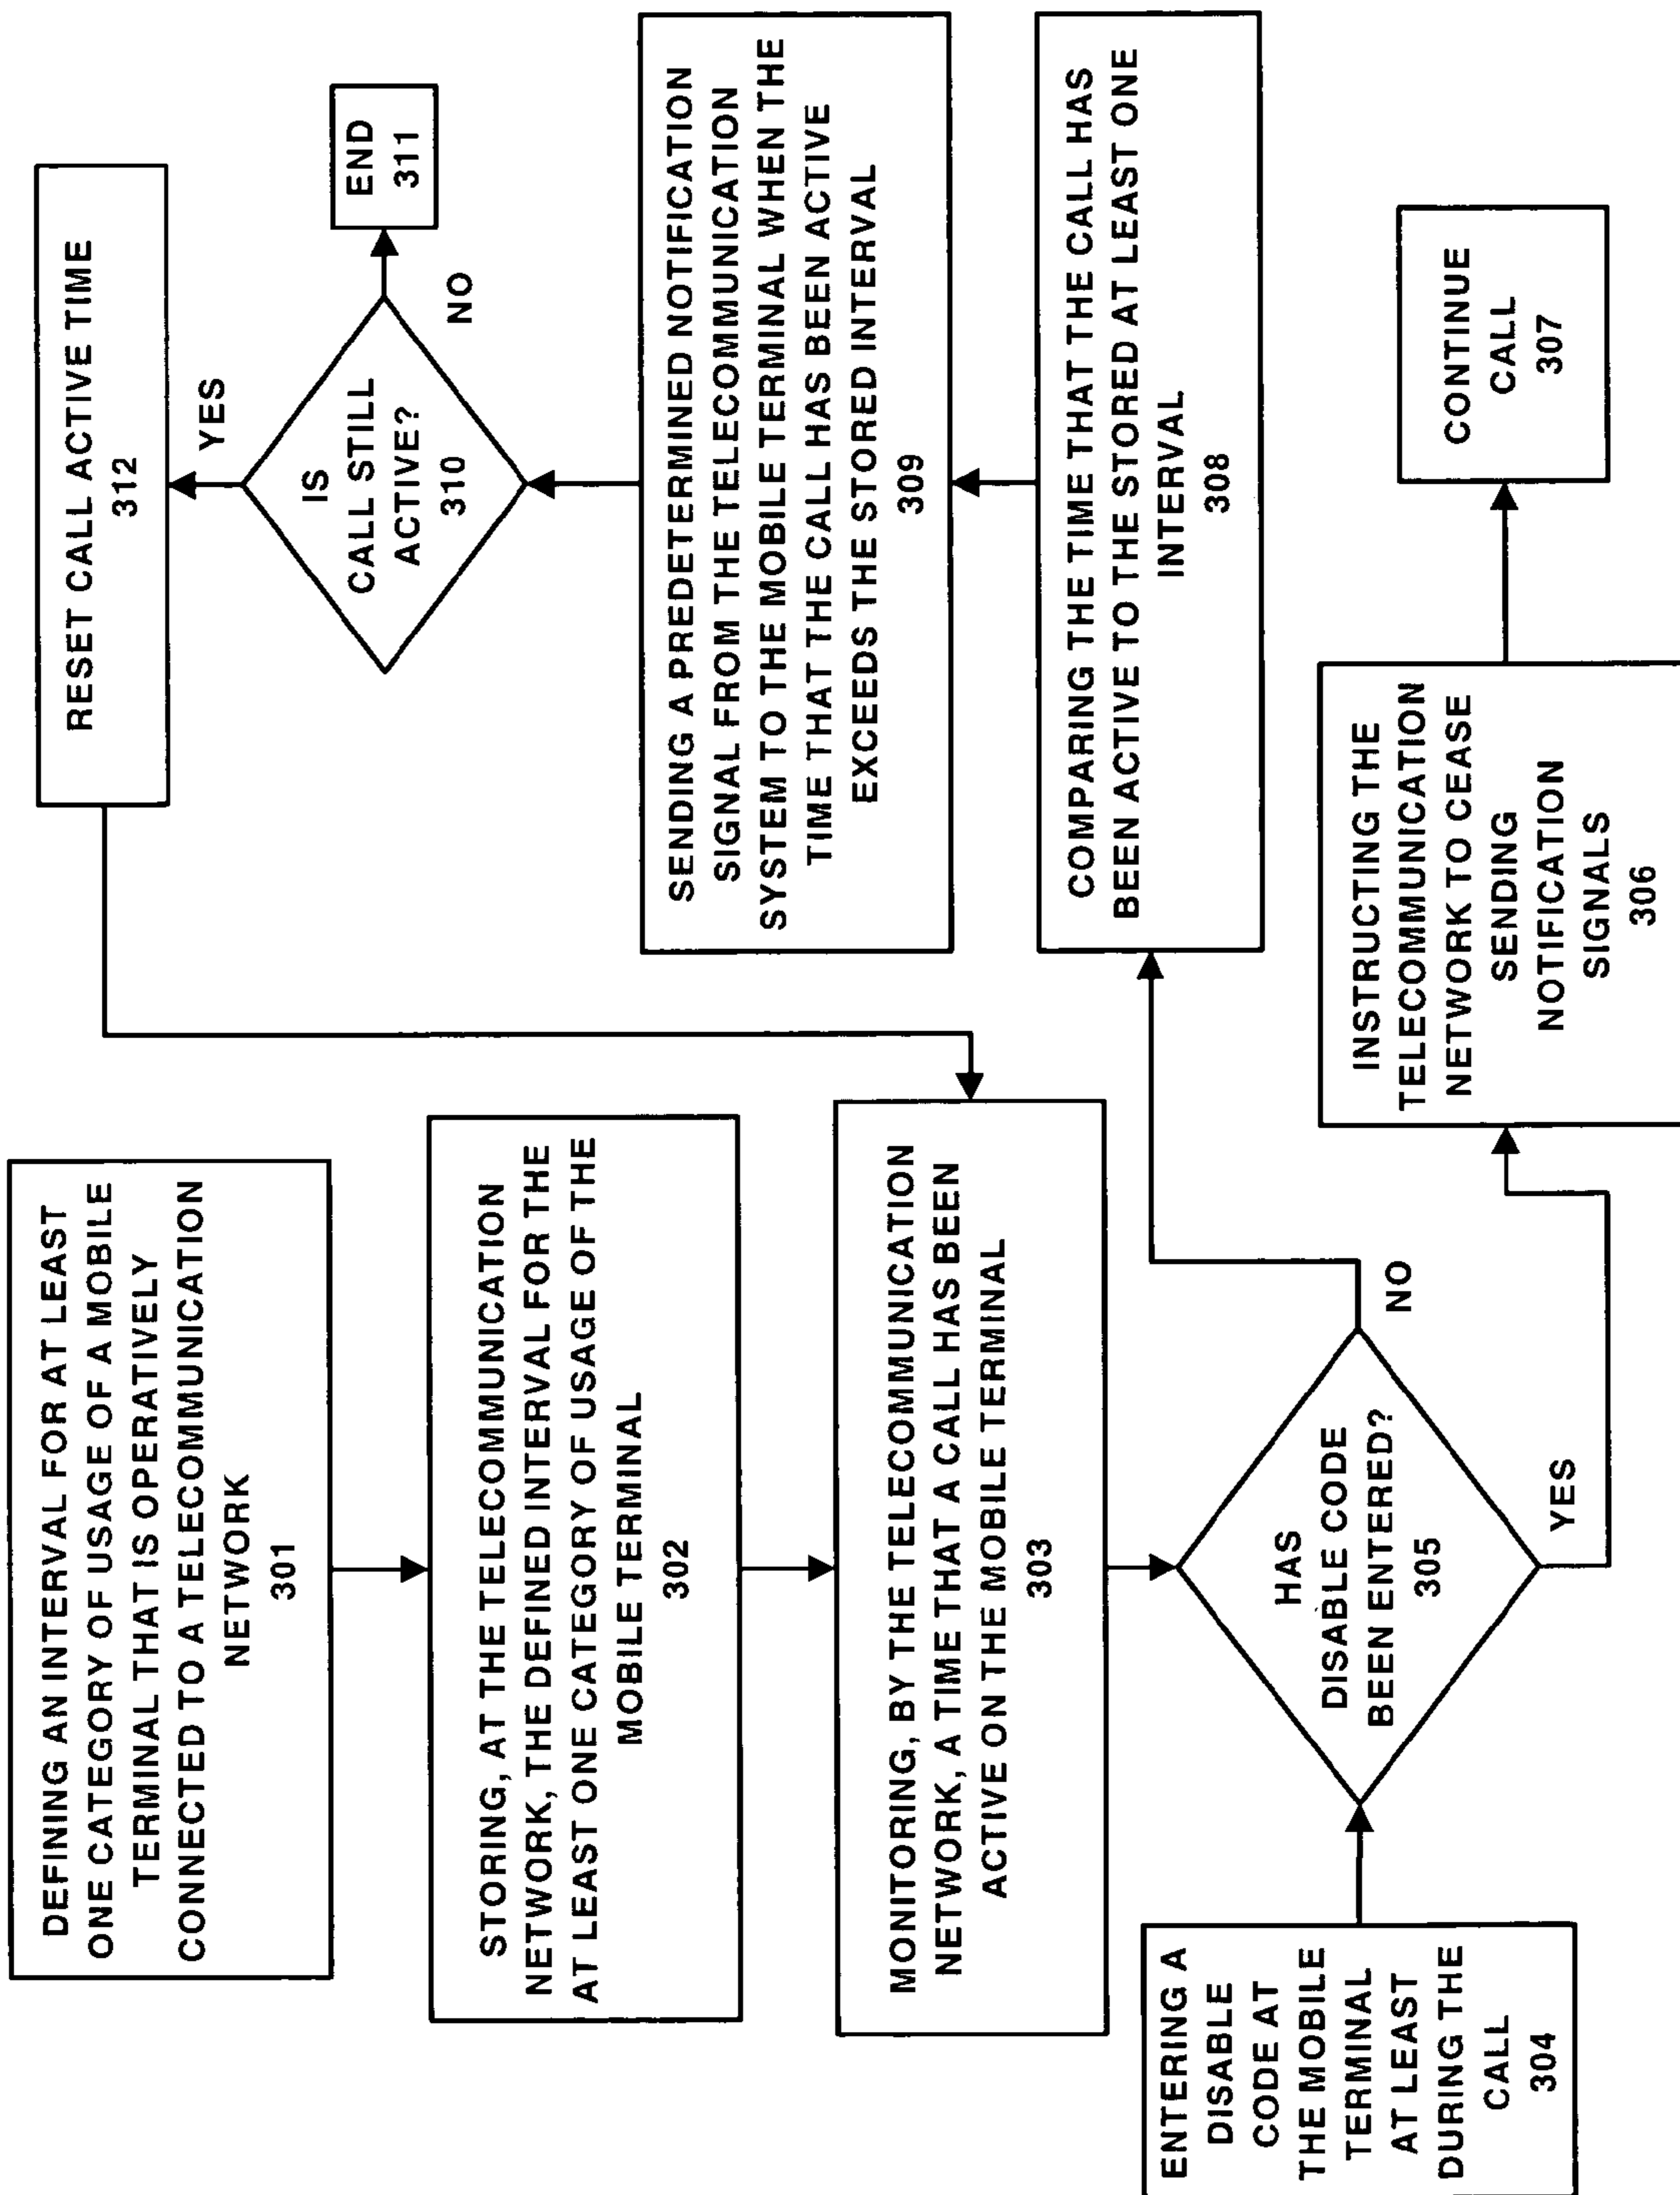 DEFINING AN INTERVAL FOR AT LEAST
ONE CATEGORY OF USAGE OF A MOBILE
TERMINAL THAT IS OPERATIVELY
CONNECTED TO A TELECOMMUNICATION
NETWORK
301
STORING, AT THE TELECOMMUNICATION
NETWORK, THE DEFINED INTERVAL FOR THE
AT LEAST ONE CATEGORY OF USAGE OF THE
MOBILE TERMINAL
302
MONITORING, BY THE TELECOMMUNICATION
NETWORK, A TIME THAT A CALL HAS BEEN
ACTIVE ON THE MOBILE TERMINAL
303
ENTERING A
DISABLE
CODE AT
THE MOBILE
TERMINAL
AT LEAST
DURING THE
CALL
304
HAS
DISABLE CODE
BEEN ENTERED?
305
NO
YES
INSTRUCTING THE
TELECOMMUNICATION
NETWORK TO CEASE
SENDING
NOTIFICATION
SIGNALS
306
CONTINUE
CALL
307
COMPARING THE TIME THAT THE CALL HAS
BEEN ACTIVE TO THE STORED AT LEAST ONE
INTERVAL
308
SENDING A PREDETERMINED NOTIFICATION
SIGNAL FROM THE TELECOMMUNICATION
SYSTEM TO THE MOBILE TERMINAL WHEN THE
TIME THAT THE CALL HAS BEEN ACTIVE
EXCEEDS THE STORED INTERVAL
309
IS
CALL STILL
ACTIVE?
310
NO
END
311
YES
RESET CALL ACTIVE TIME
312